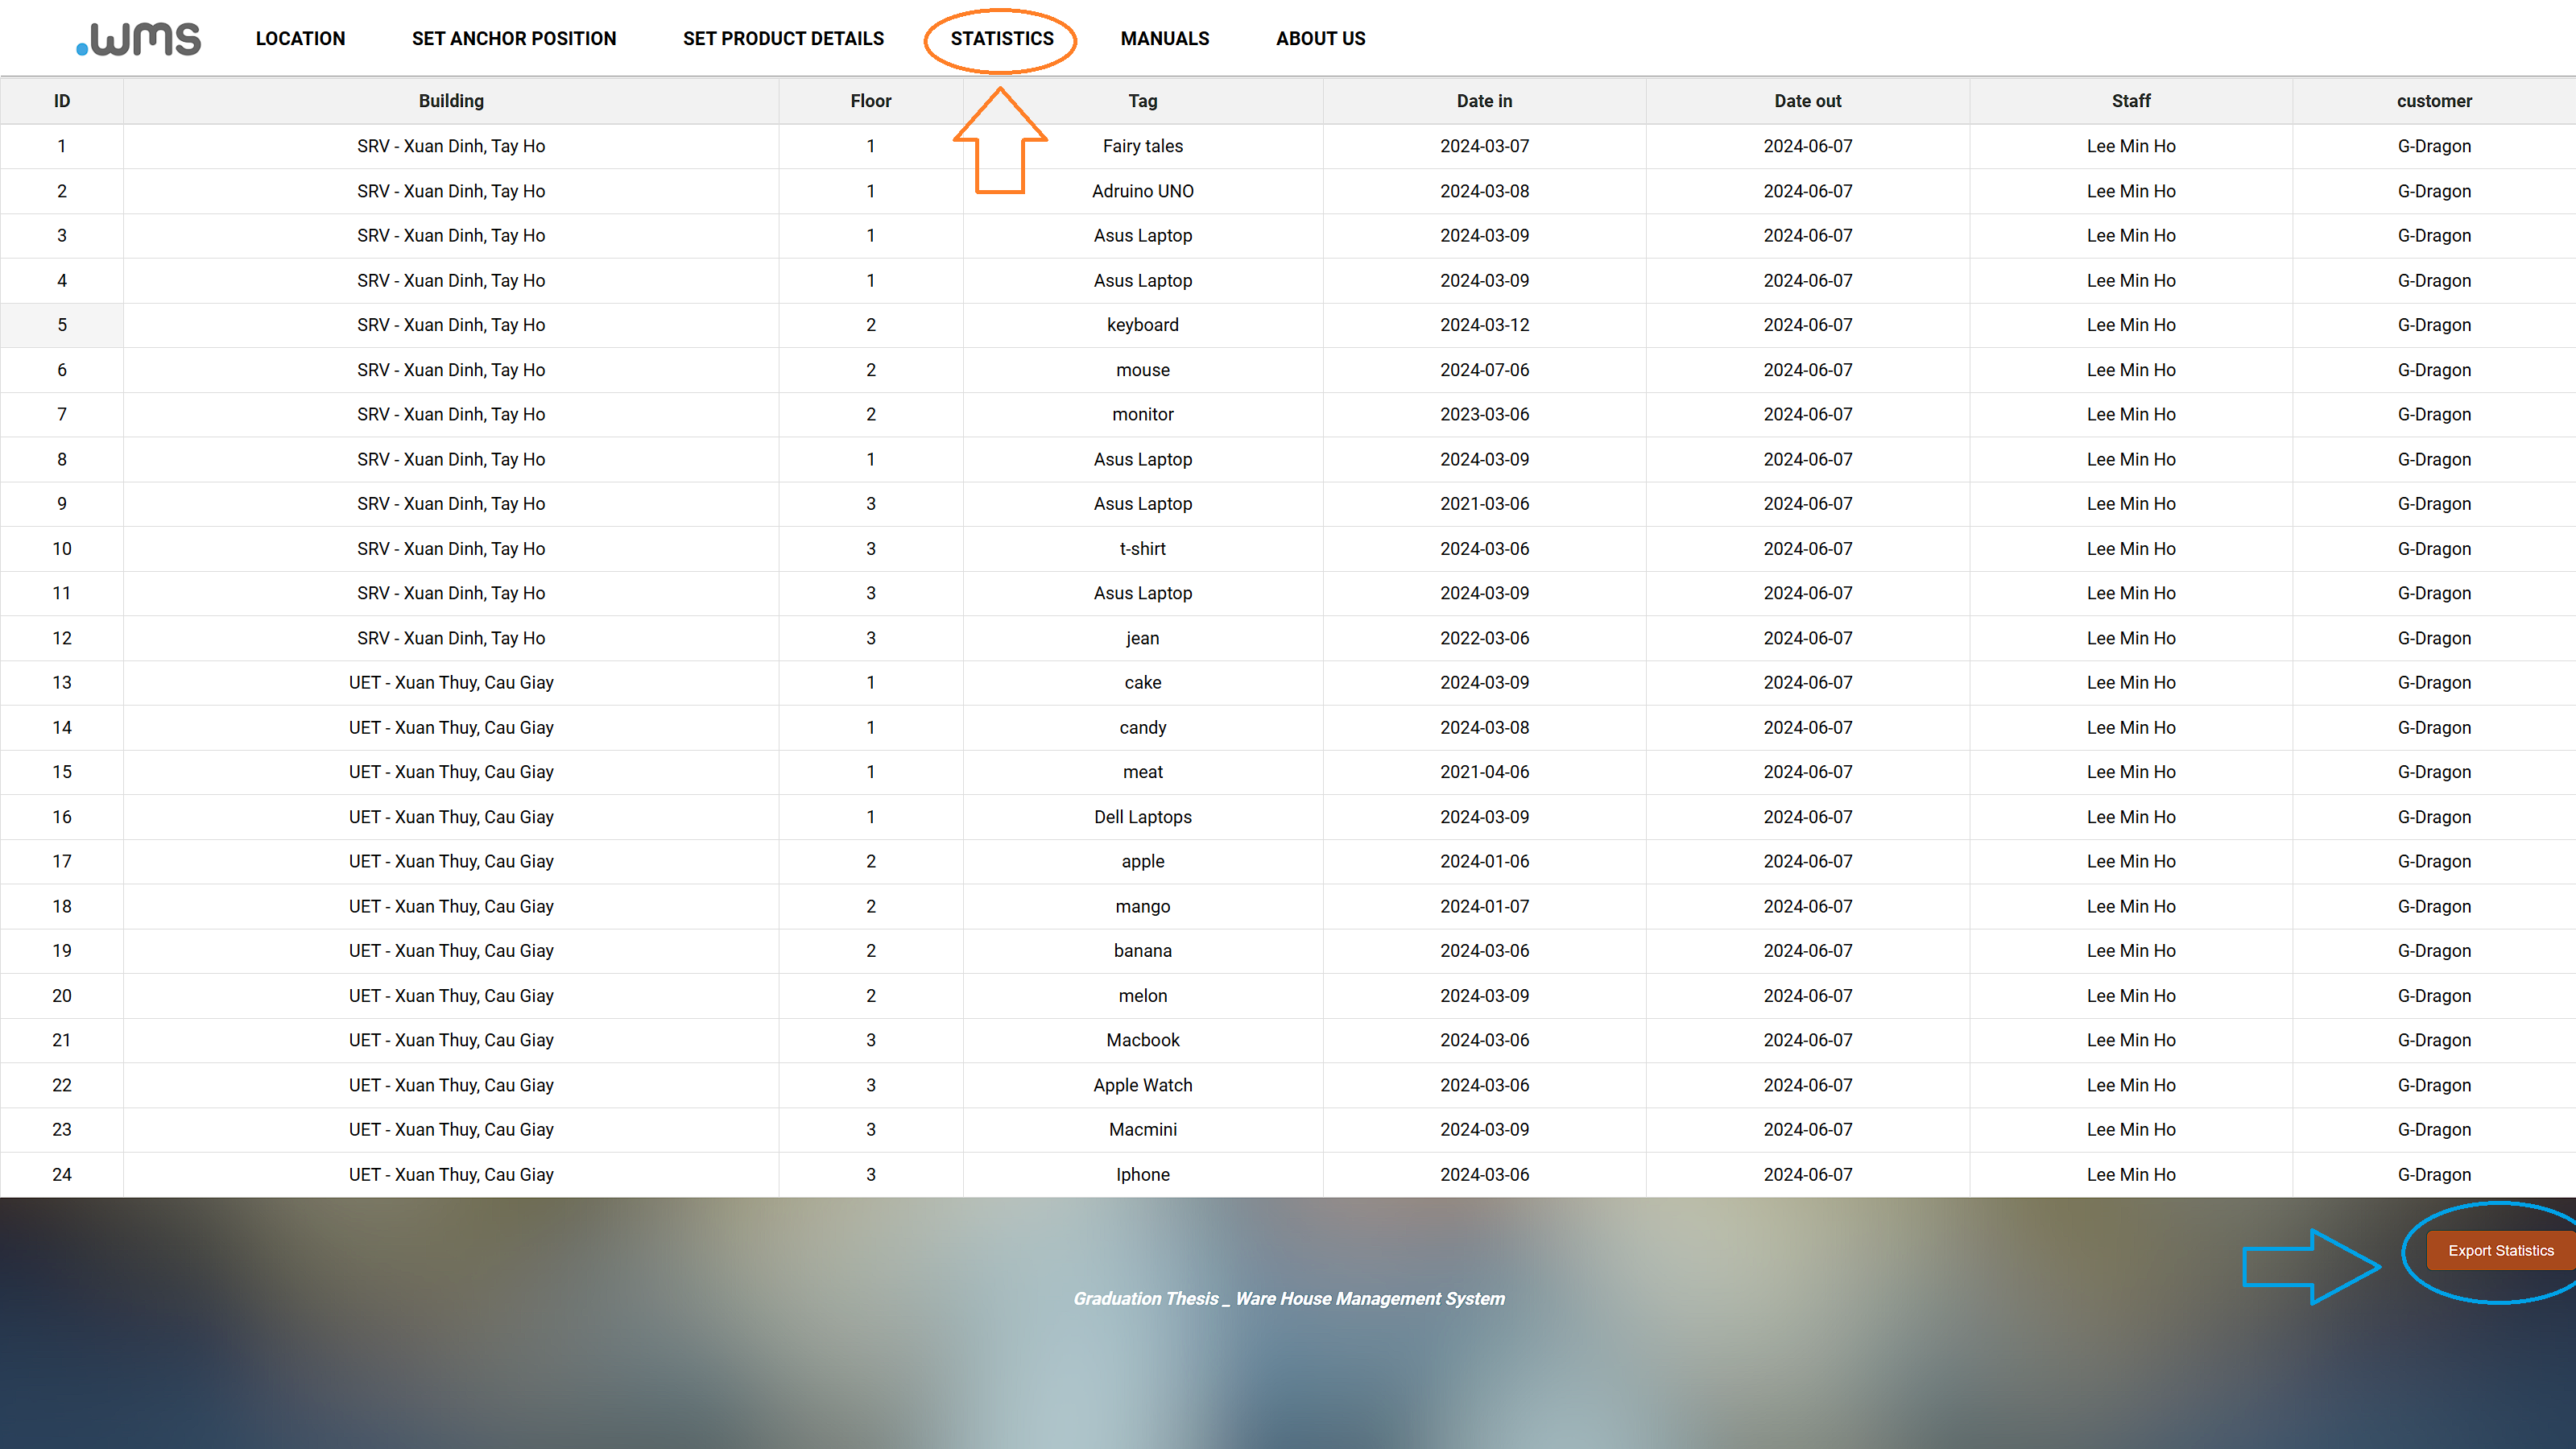 .wms LOCATION SET ANCHOR POSITION SET PRODUCT DETAILS STATISTICS MANUALS ABOUT US
ID Building Floor Tag Date in Date out Staff customer
1 SRV - Xuan Dinh, Tay Ho 1 Fairy tales 2024-03-07 2024-06-07 Lee Min Ho G-Dragon
2 SRV - Xuan Dinh, Tay Ho 1 Adruino UNO 2024-03-08 2024-06-07 Lee Min Ho G-Dragon
3 SRV - Xuan Dinh, Tay Ho 1 Asus Laptop 2024-03-09 2024-06-07 Lee Min Ho G-Dragon
4 SRV - Xuan Dinh, Tay Ho 1 Asus Laptop 2024-03-09 2024-06-07 Lee Min Ho G-Dragon
5 SRV - Xuan Dinh, Tay Ho 2 keyboard 2024-03-12 2024-06-07 Lee Min Ho G-Dragon
6 SRV - Xuan Dinh, Tay Ho 2 mouse 2024-07-06 2024-06-07 Lee Min Ho G-Dragon
7 SRV - Xuan Dinh, Tay Ho 2 monitor 2023-03-06 2024-06-07 Lee Min Ho G-Dragon
8 SRV - Xuan Dinh, Tay Ho 1 Asus Laptop 2024-03-09 2024-06-07 Lee Min Ho G-Dragon
9 SRV - Xuan Dinh, Tay Ho 3 Asus Laptop 2021-03-06 2024-06-07 Lee Min Ho G-Dragon
10 SRV - Xuan Dinh, Tay Ho 3 t-shirt 2024-03-06 2024-06-07 Lee Min Ho G-Dragon
11 SRV - Xuan Dinh, Tay Ho 3 Asus Laptop 2024-03-09 2024-06-07 Lee Min Ho G-Dragon
12 SRV - Xuan Dinh, Tay Ho 3 jean 2022-03-06 2024-06-07 Lee Min Ho G-Dragon
13 UET - Xuan Thuy, Cau Giay 1 cake 2024-03-09 2024-06-07 Lee Min Ho G-Dragon
14 UET - Xuan Thuy, Cau Giay 1 candy 2024-03-08 2024-06-07 Lee Min Ho G-Dragon
15 UET - Xuan Thuy, Cau Giay 1 meat 2021-04-06 2024-06-07 Lee Min Ho G-Dragon
16 UET - Xuan Thuy, Cau Giay 1 Dell Laptops 2024-03-09 2024-06-07 Lee Min Ho G-Dragon
17 UET - Xuan Thuy, Cau Giay 2 apple 2024-01-06 2024-06-07 Lee Min Ho G-Dragon
18 UET - Xuan Thuy, Cau Giay 2 mango 2024-01-07 2024-06-07 Lee Min Ho G-Dragon
19 UET - Xuan Thuy, Cau Giay 2 banana 2024-03-06 2024-06-07 Lee Min Ho G-Dragon
20 UET - Xuan Thuy, Cau Giay 2 melon 2024-03-09 2024-06-07 Lee Min Ho G-Dragon
21 UET - Xuan Thuy, Cau Giay 3 Macbook 2024-03-06 2024-06-07 Lee Min Ho G-Dragon
22 UET - Xuan Thuy, Cau Giay 3 Apple Watch 2024-03-06 2024-06-07 Lee Min Ho G-Dragon
23 UET - Xuan Thuy, Cau Giay 3 Macmini 2024-03-09 2024-06-07 Lee Min Ho G-Dragon
24 UET - Xuan Thuy, Cau Giay 3 Iphone 2024-03-06 2024-06-07 Lee Min Ho G-Dragon
Export Statistics
Graduation Thesis _ Ware House Management System